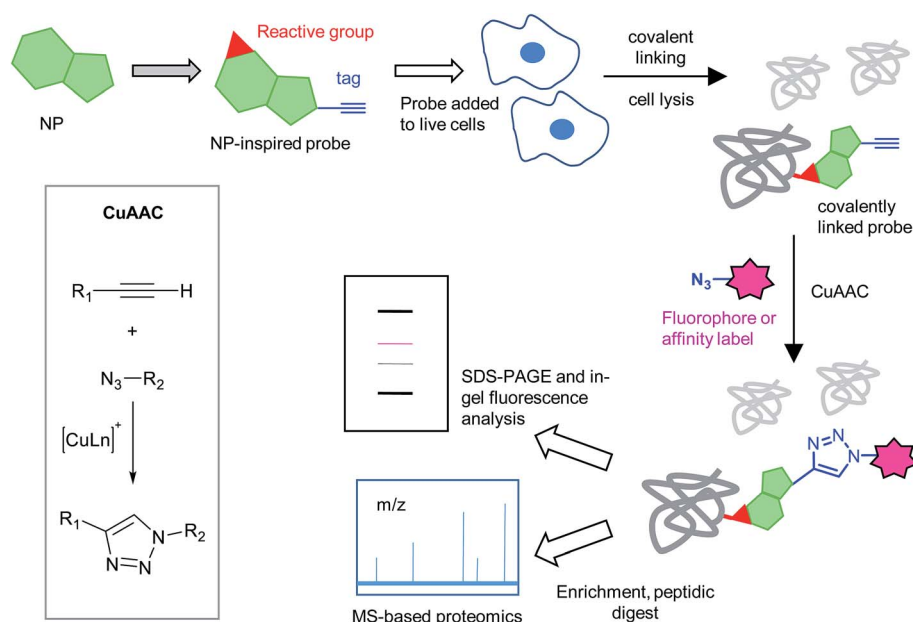 NP
Reactive group
tag
NP-inspired probe
Probe added
to live cells
covalent
linking
cell lysis
covalently
linked probe
N3
Fluorophore or
affinity label
CuAAC
N
N
N
Enrichment, peptidic
digest
SDS-PAGE and in-
gel fluorescence
analysis
m/z
MS-based proteomics
CuAAC
R1
H
+
N3–R2
[CuLn]+
R1
N
R2
N
N